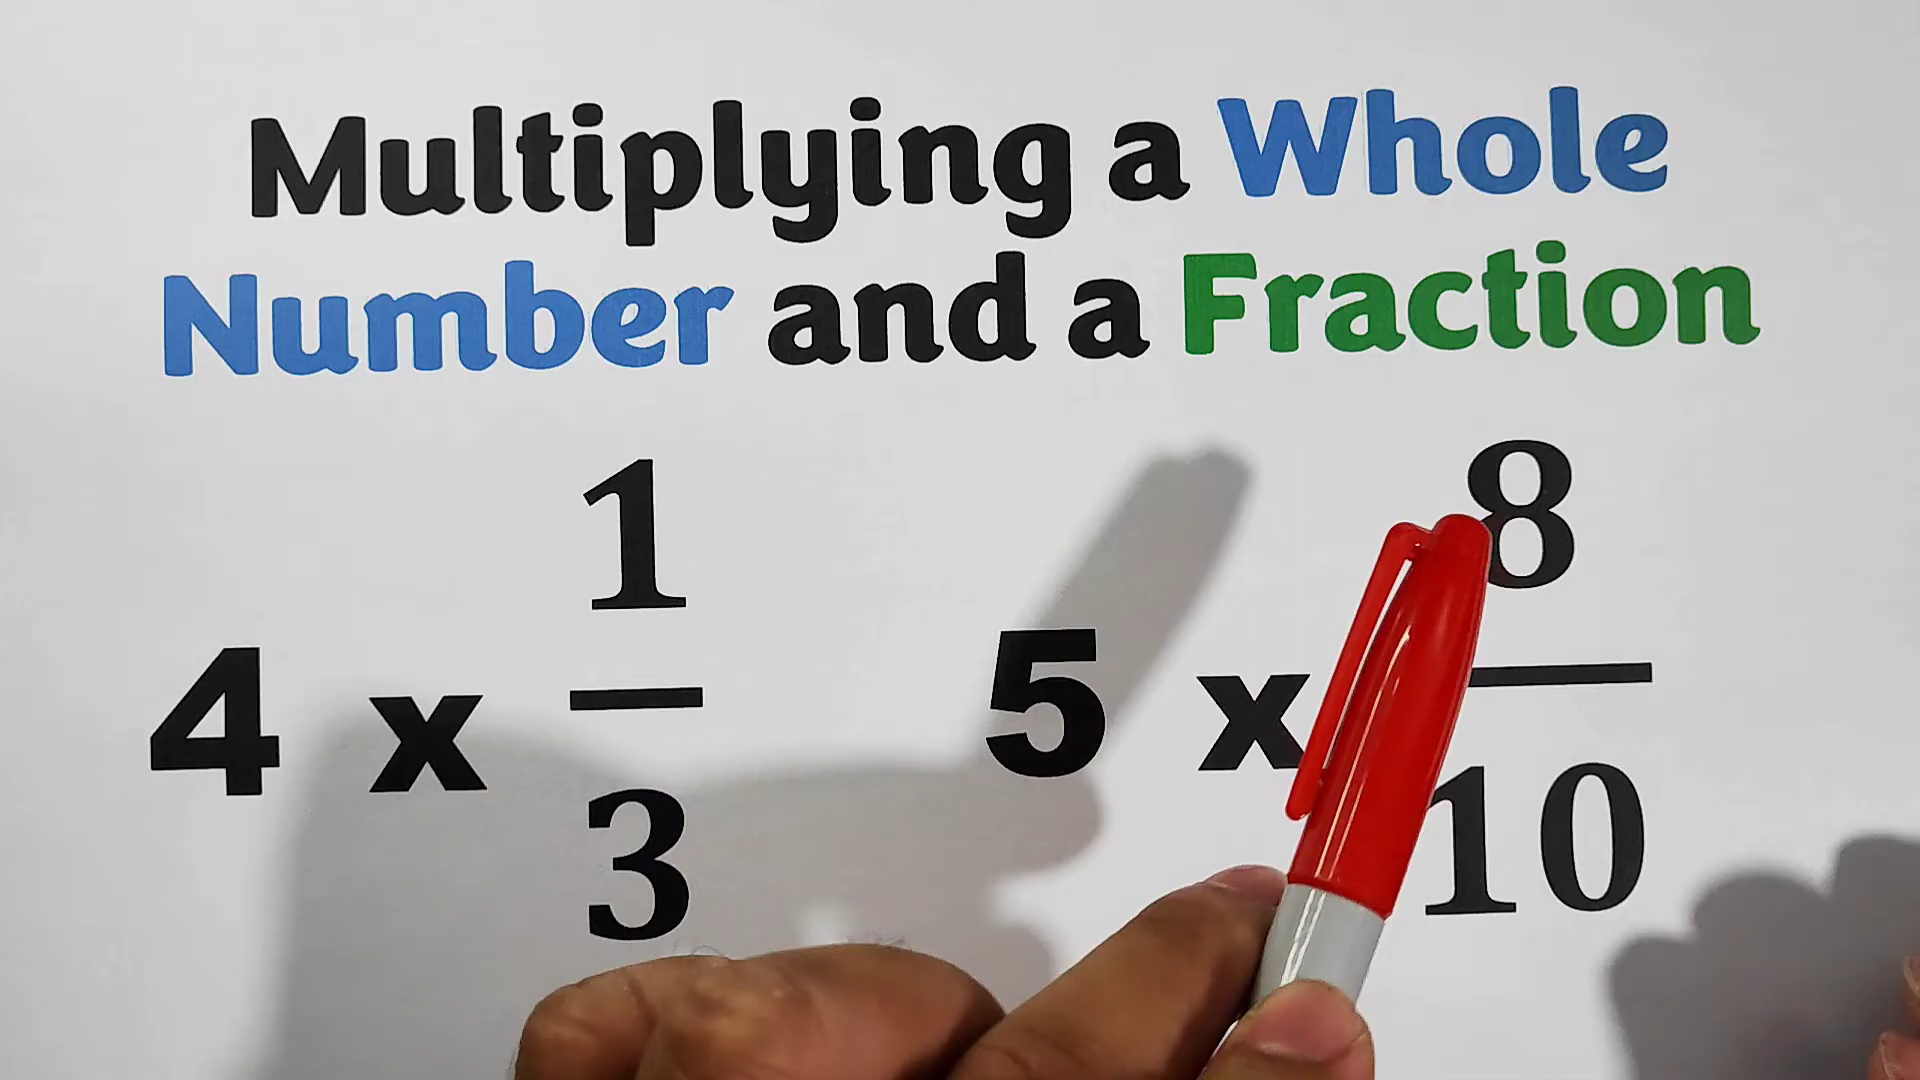 Multiplying a Whole
Number and a Fraction
4 x 1/3
5 x 8/10